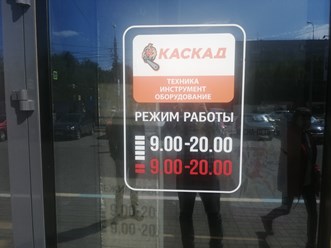 КАСКАД
ТЕХНИКА
ИНСТРУМЕНТ
ОБОРУДОВАНИЕ
РЕЖИМ РАБОТЫ
9.00-20.00
9.00-20.00